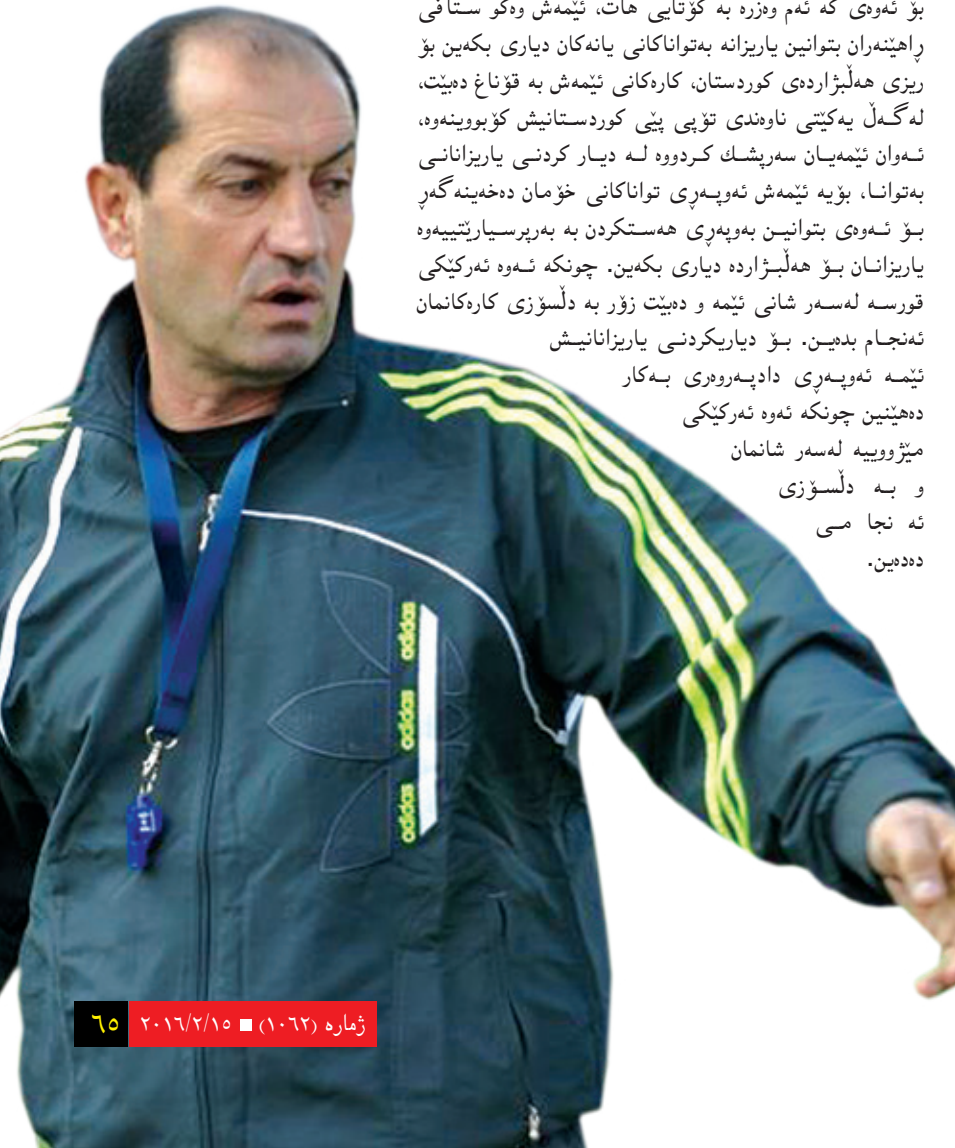 بۆ ئەوەی کە ئەم وەرزە بە کۆتایی هات، ئێمەش وەکو ستافی
ڕاهێنەران بتوانین یاریزانە بەتواناکانی یانەکان دیاری بکەین بۆ
ریزی هەڵبژاردەی کوردستان، کارەکانی ئێمەش بە قۆناغ دەبێت،
لەگەڵ یەکێتی ناوەندی تۆپی پێی کوردستانیش کۆبووینەوە،
ئەوان ئێمەیان سەرپشك کردووە لە دیار کردنی یاریزانانی
بەتوانا، بۆیە ئێمەش ئەوپەڕی تواناکانی خۆمان دەخەینەگەڕ
بۆ ئەوەی بتوانین بەوپەڕی هەستکردن بە بەرپرسیارێتییەوە
یاریزانان بۆ هەڵبژاردە دیاری بکەین. چونکە ئەوە ئەرکێکی
قورسە لەسەر شانی ئێمە و دەبێت زۆر بە دڵسۆزی کارەکانمان
ئەنجام بدەین. بۆ دیاریکردنی یاریزانانیش
ئێمە ئەوپەڕی دادپەروەری بەکار
دەهێنین چونکە ئەوە ئەرکێکی
مێژووییە لەسەر شانمان
و بە دڵسۆزی
ئە نجا می
دەدەین.
adidas
adidas
adidas
ژمارە (١٠٦٢) ■ ٢٠١٦/٢/١٥ ٦٥